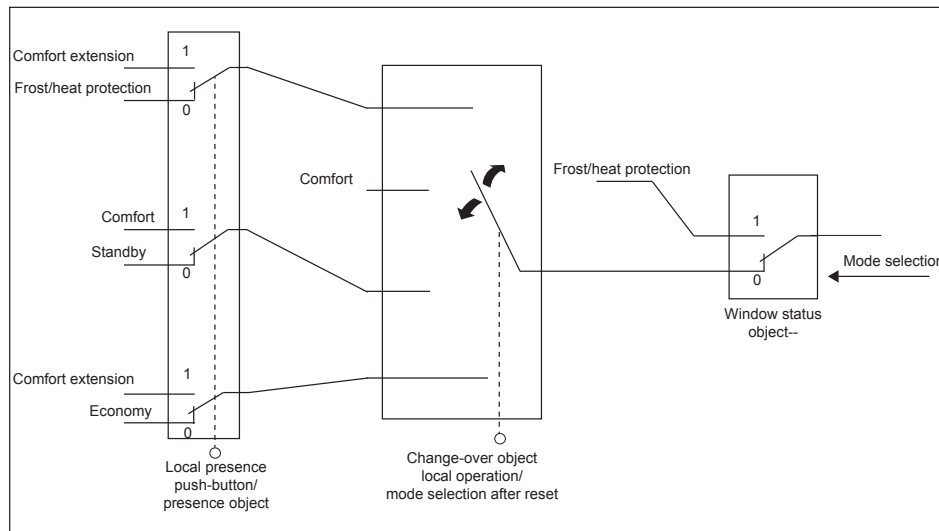 Comfort extension
1
Frost/heat protection
0
Comfort
1
Standby
0
Comfort extension
1
Economy
0
Local presence
push-button/
presence object
Comfort
Change-over object
local operation/
mode selection after reset
Frost/heat protection
1
0
Mode selection
Window status
object--